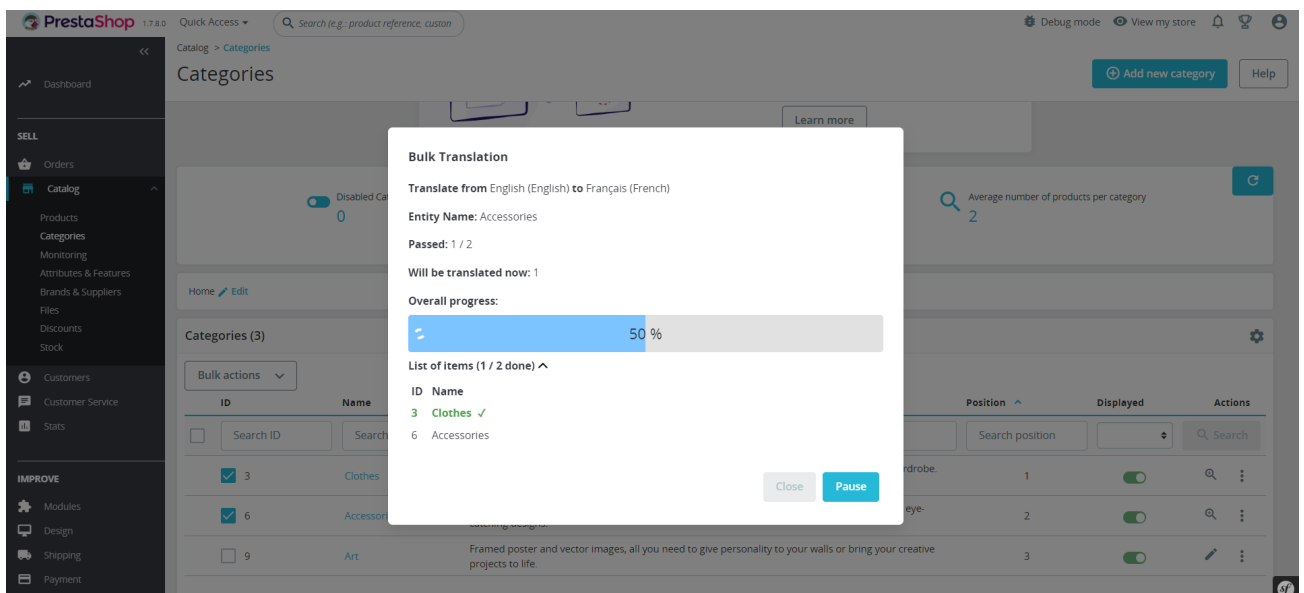 PrestaShop 1.7.8.0 Quick Access Search (e.g.: product reference, custon Debug mode View my store
Catalog > Categories
Categories
Add new category Help
Dashboard
Learn more
SELL
Orders
Catalog
Products
Categories
Monitoring
Attributes & Features
Brands & Suppliers
Files
Discounts
Stock
Customers
Customer Service
Stats
IMPROVE
Modules
Design
Shipping
Payment
Disabled Ca
0
Average number of products per category
2
Home Edit
Categories (3)
Bulk actions
Bulk Translation
Translate from English (English) to Français (French)
Entity Name: Accessories
Passed: 1 / 2
Will be translated now: 1
Overall progress:
50 %
List of items (1 / 2 done)
ID Name
3 Clothes ✓
6 Accessories
Close Pause
ID Name Position Displayed Actions
Search ID Search Search position Search
3 Clothes rdrobe. 1
6 Accessori eye-
catching designs. 2
9 Art Framed poster and vector images, all you need to give personality to your walls or bring your creative
projects to life. 3
sf